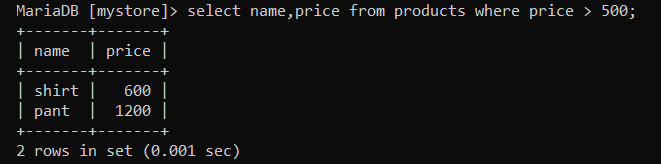 MariaDB [mystore]> select name,price from products where price > 500;
+-------+-------+
| name  | price |
+-------+-------+
| shirt |   600 |
| pant  |  1200 |
+-------+-------+
2 rows in set (0.001 sec)